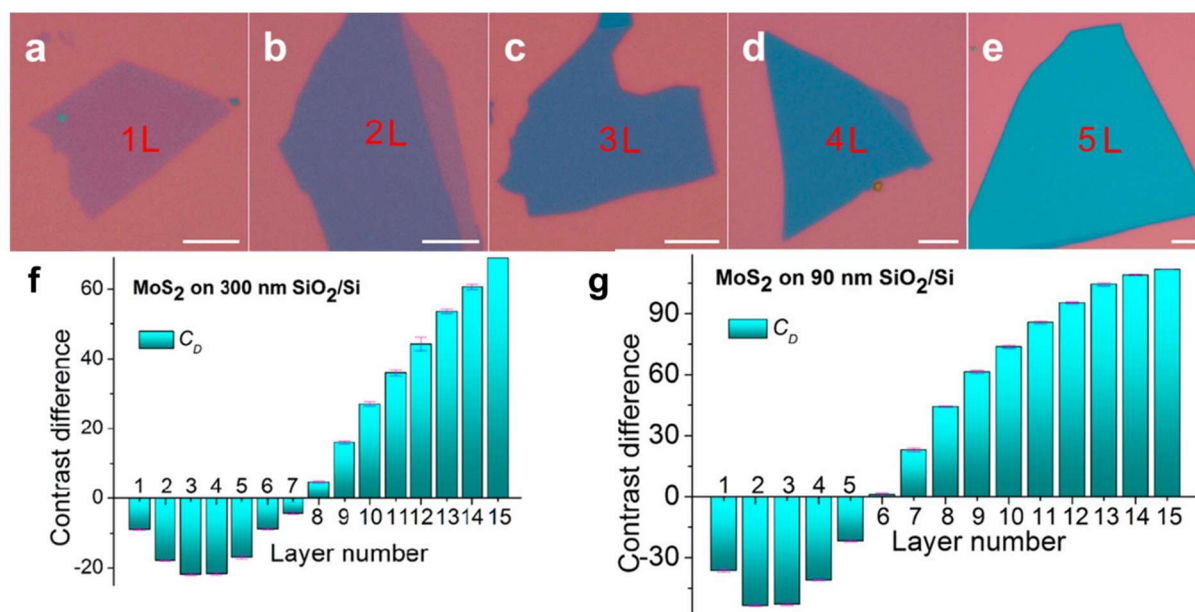 a
1L
b
2L
c
3L
d
4L
e
5L
f
MoS2 on 300 nm SiO2/Si
CD
Contrast difference
60
40
20
0
-20
1 2 3 4 5 6 7 8 9 10 11 12 13 14 15
Layer number
g
MoS2 on 90 nm SiO2/Si
CD
Contrast difference
90
60
30
0
-30
1 2 3 4 5 6 7 8 9 10 11 12 13 14 15
Layer number